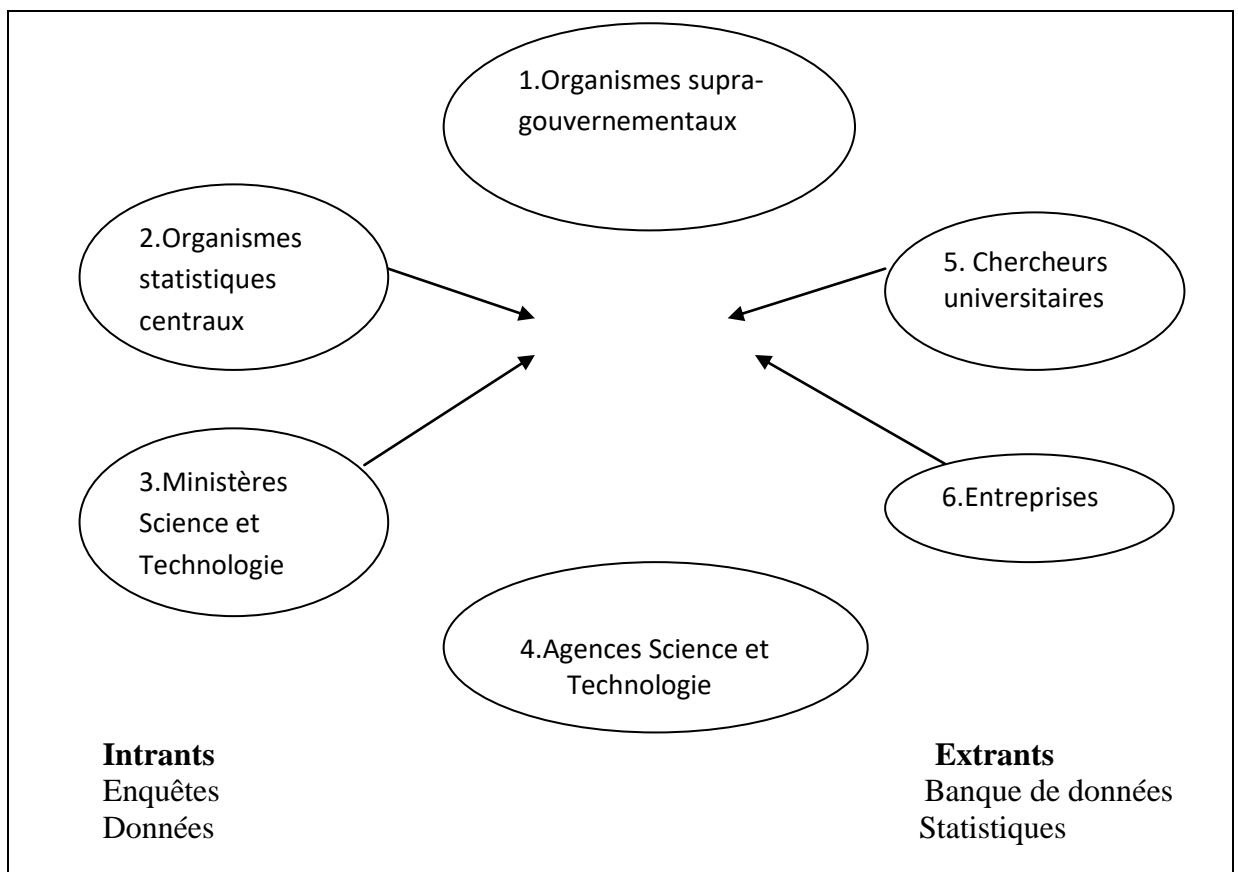 1.Organismes supra-
gouvernementaux
2.Organismes
statistiques
centraux
5. Chercheurs
universitaires
3.Ministères
Science et
Technologie
6.Entreprises
4.Agences Science et
Technologie
Intrants
Enquêtes
Données
Extrants
Banque de données
Statistiques